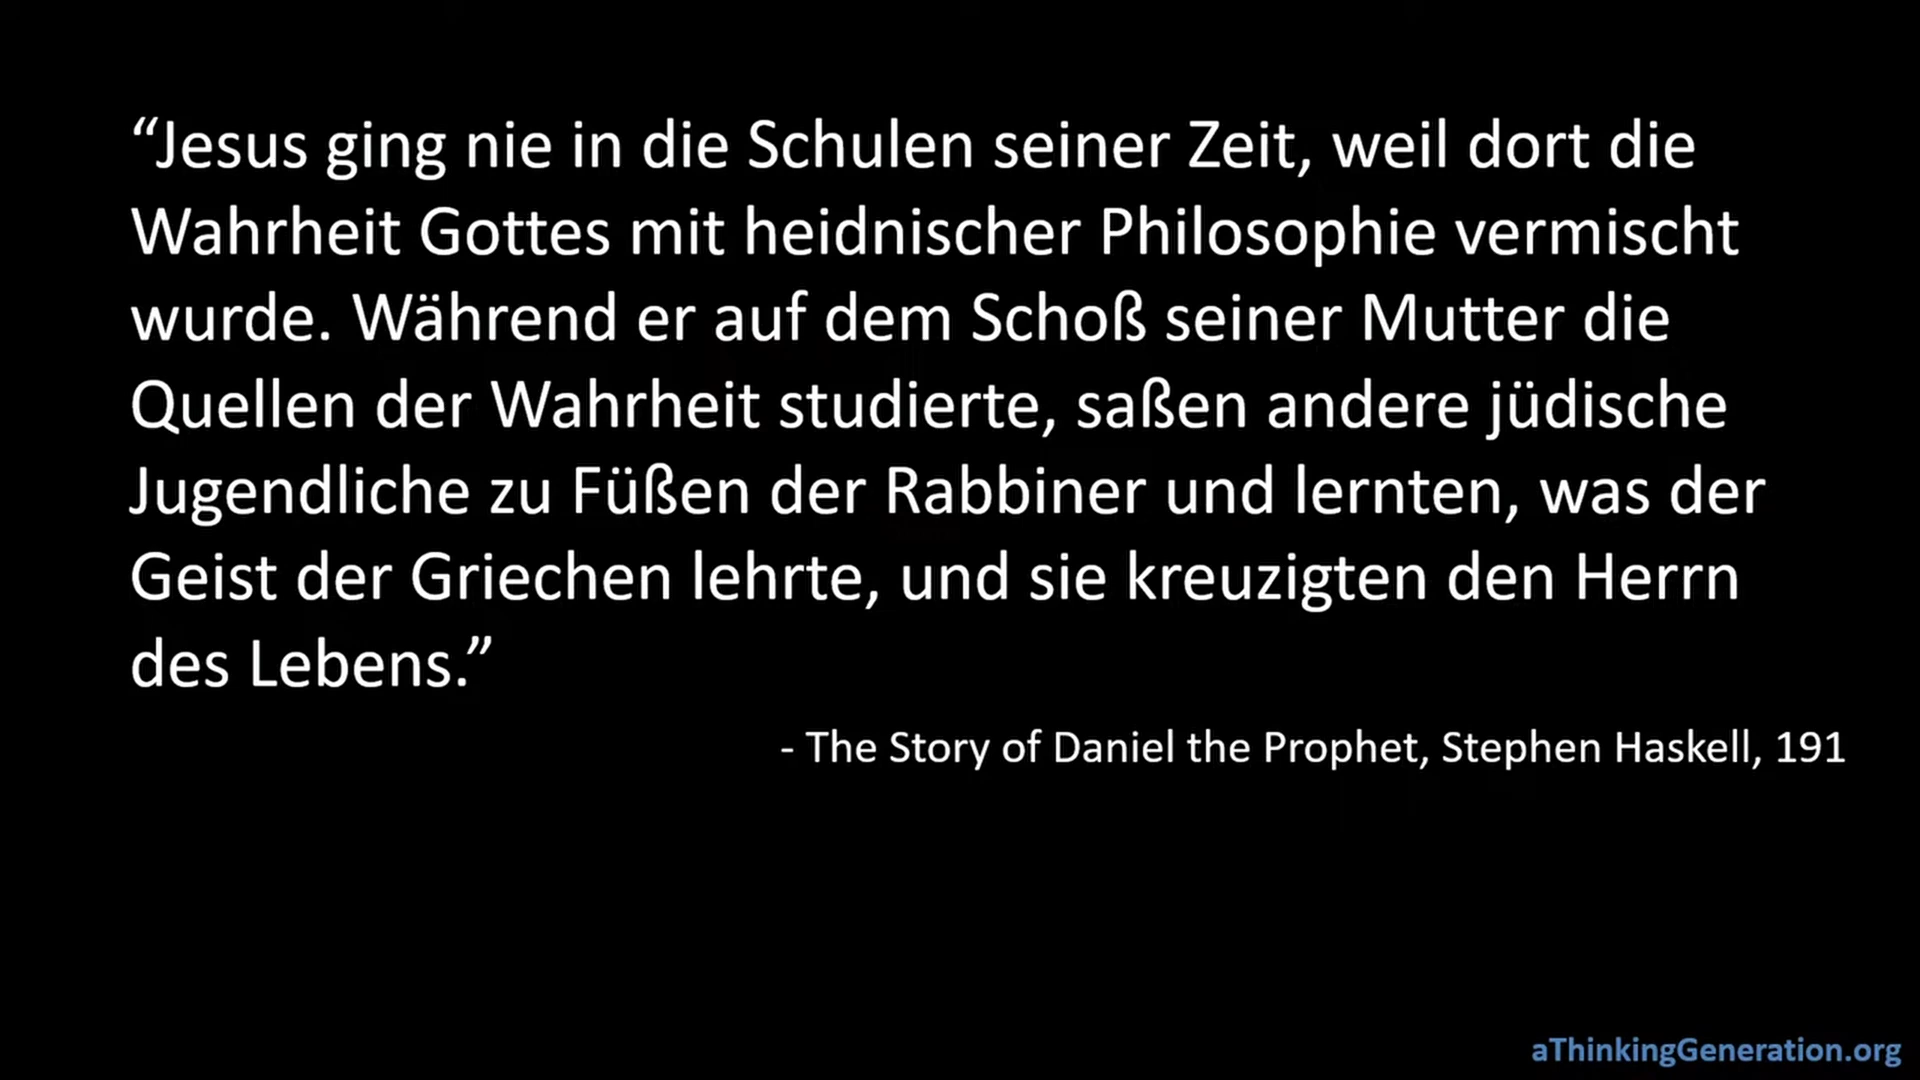 “Jesus ging nie in die Schulen seiner Zeit, weil dort die
Wahrheit Gottes mit heidnischer Philosophie vermischt
wurde. Während er auf dem Schoß seiner Mutter die
Quellen der Wahrheit studierte, saßen andere jüdische
Jugendliche zu Füßen der Rabbiner und lernten, was der
Geist der Griechen lehrte, und sie kreuzigten den Herrn
des Lebens.”
- The Story of Daniel the Prophet, Stephen Haskell, 191
aThinkingGeneration.org